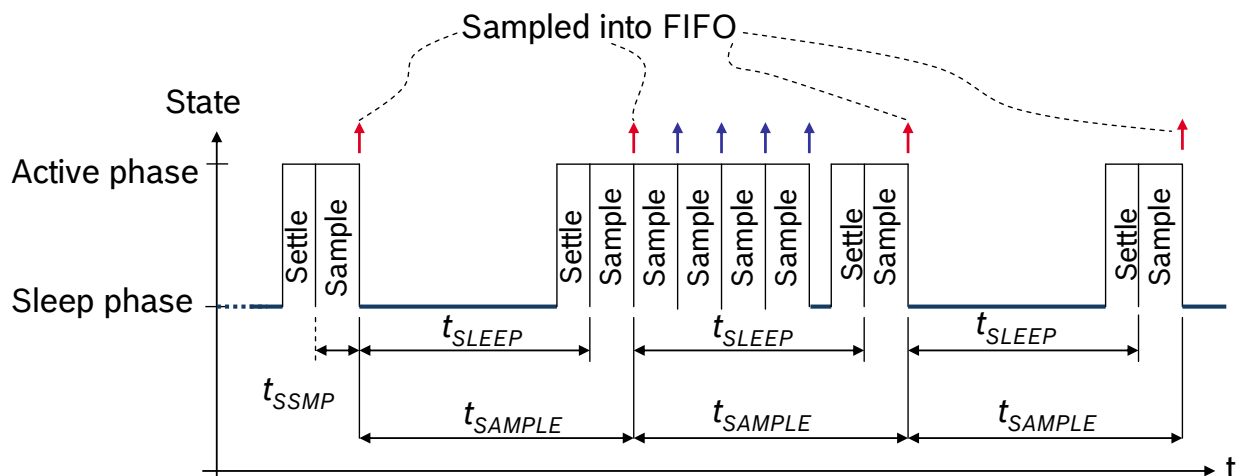 Sampled into FIFO
State
Active phase
Settle
Sample
Settle
Sample
Sample
Sample
Sample
Sample
Settle
Sample
Settle
Sample
Sleep phase
tSLEEP
tSLEEP
tSLEEP
tSSMP
tSAMPLE
tSAMPLE
tSAMPLE
t